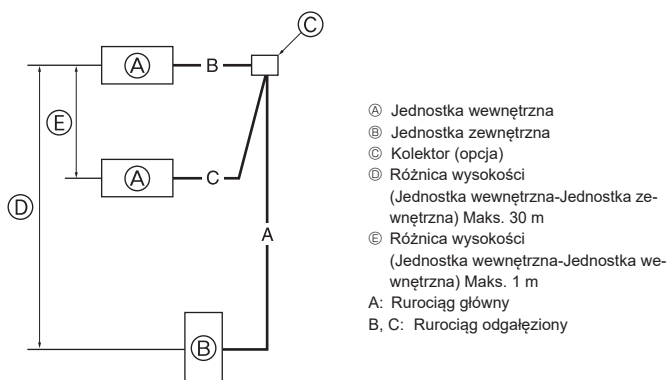 Ⓒ
Ⓐ B
Ⓔ
Ⓐ C
Ⓓ
A
Ⓑ
Ⓐ Jednostka wewnętrzna
Ⓑ Jednostka zewnętrzna
Ⓒ Kolektor (opcja)
Ⓓ Różnica wysokości
(Jednostka wewnętrzna-Jednostka ze-
wnętrzna) Maks. 30 m
Ⓔ Różnica wysokości
(Jednostka wewnętrzna-Jednostka we-
wnętrzna) Maks. 1 m
A: Rurociąg główny
B, C: Rurociąg odgałęziony